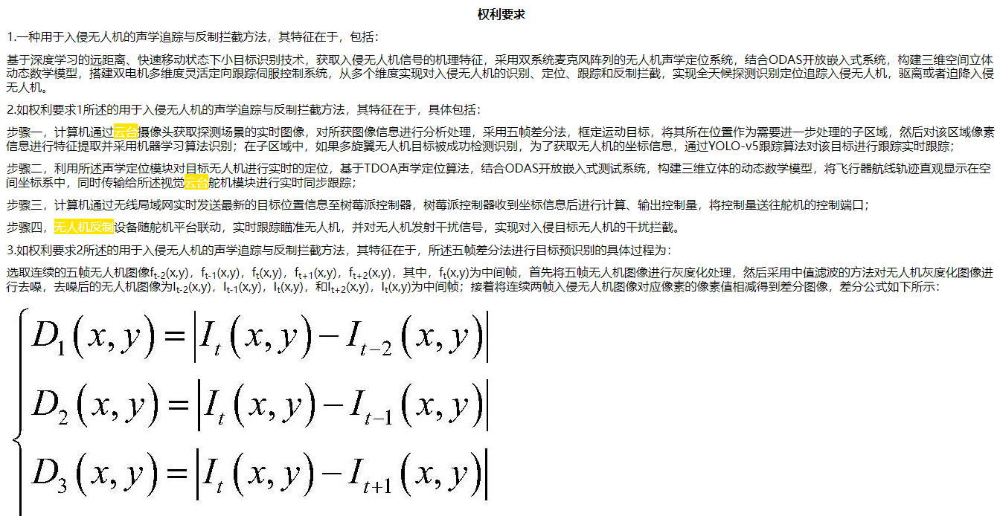 权利要求
1.一种用于入侵无人机的声学追踪与反制拦截方法，其特征在于，包括：
基于深度学习的远距离、快速移动状态下小目标识别技术，获取入侵无人机信号的机理特征，采用双系统麦克风阵列的无人机声学定位系统，结合ODAS开放嵌入式系统，构建三维空间立体
动态数学模型，搭建双电机多维度灵活定向跟踪伺服控制系统，从多个维度实现对入侵无人机的识别、定位、跟踪和反制拦截，实现全天候探测识别定位追踪入侵无人机，驱离或者迫降入侵
无人机。
2.如权利要求1所述的用于入侵无人机的声学追踪与反制拦截方法，其特征在于，具体包括：
步骤一，计算机通过云台摄像头获取探测场景的实时图像，对所获图像信息进行分析处理，采用五帧差分法，框定运动目标，将其所在位置作为需要进一步处理的子区域，然后对该区域像素
信息进行特征提取并采用机器学习算法识别；在子区域中，如果多旋翼无人机目标被成功检测识别，为了获取无人机的坐标信息，通过YOLO-v5跟踪算法对该目标进行跟踪实时跟踪；
步骤二，利用所述声学定位模块对目标无人机进行实时的定位，基于TDOA声学定位算法，结合ODAS开放嵌入式测试系统，构建三维立体的动态数学模型，将飞行器航线轨迹直观显示在空
间坐标系中，同时传输给所述视觉云台舵机模块进行实时同步跟踪；
步骤三，计算机通过无线局域网实时发送最新的目标位置信息至树莓派控制器，树莓派控制器收到坐标信息后进行计算、输出控制量，将控制量送往舵机的控制端口；
步骤四，无人机反制设备随舵机平台联动，实时跟踪瞄准无人机，并对无人机发射干扰信号，实现对入侵目标无人机的干扰拦截。
3.如权利要求2所述的用于入侵无人机的声学追踪与反制拦截方法，其特征在于，所述五帧差分法进行目标预识别的具体过程为：
选取连续的五帧无人机图像f_{t-2}(x,y)，f_{t-1}(x,y)，f_t(x,y)，f_{t+1}(x,y)，f_{t+2}(x,y)，其中，f_t(x,y)为中间帧，首先将五帧无人机图像进行灰度化处理，然后采用中值滤波的方法对无人机灰度化图像进
行去噪，去噪后的无人机图像为I_{t-2}(x,y)，I_{t-1}(x,y)，I_t(x,y)，和I_{t+2}(x,y)，I_t(x,y)为中间帧；接着将连续两帧入侵无人机图像对应像素的像素值相减得到差分图像，差分公式如下所示：
D_1(x,y)=|I_t(x,y)-I_{t-2}(x,y)|
D_2(x,y)=|I_t(x,y)-I_{t-1}(x,y)|
D_3(x,y)=|I_t(x,y)-I_{t+1}(x,y)|